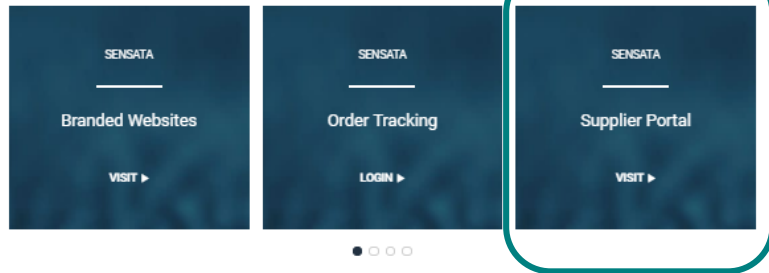 SENSATA
Branded Websites
VISIT ▶
SENSATA
Order Tracking
LOGIN ▶
SENSATA
Supplier Portal
VISIT ▶